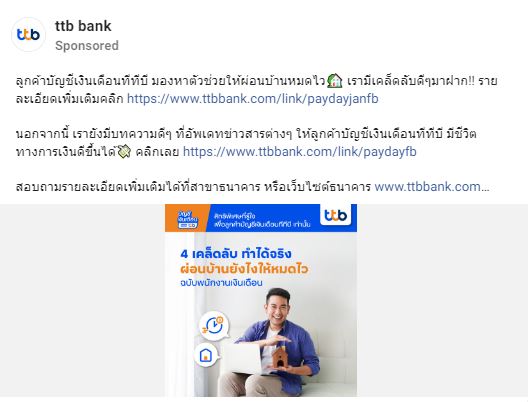 ttb
ttb bank
Sponsored
ลูกค้าบัญชีเงินเดือนทีทีบี มองหาตัวช่วยให้ผ่อนบ้านหมดไว🏡 เรามีเคล็ดลับดีๆมาฝาก!! ราย
ละเอียดเพิ่มเติมคลิก https://www.ttbbank.com/link/paydayjanfb
นอกจากนี้ เรายังมีบทความดีๆ ที่อัพเดทข่าวสารต่างๆ ให้ลูกค้าบัญชีเงินเดือนทีทีบี มีชีวิต
ทางการเงินดีขึ้นได้💸 คลิกเลย https://www.ttbbank.com/link/paydayfb
สอบถามรายละเอียดเพิ่มเติมได้ที่สาขาธนาคาร หรือเว็บไซต์ธนาคาร www.ttbbank.com...
บัญชี
เงินเดือน
สิทธิพิเศษที่รู้ใจ
เพื่อลูกค้าบัญชีเงินเดือนทีทีบี เท่านั้น
ttb
4 เคล็ดลับ ทำได้จริง
ผ่อนบ้านยังไงให้หมดไว
ฉบับพนักงานเงินเดือน